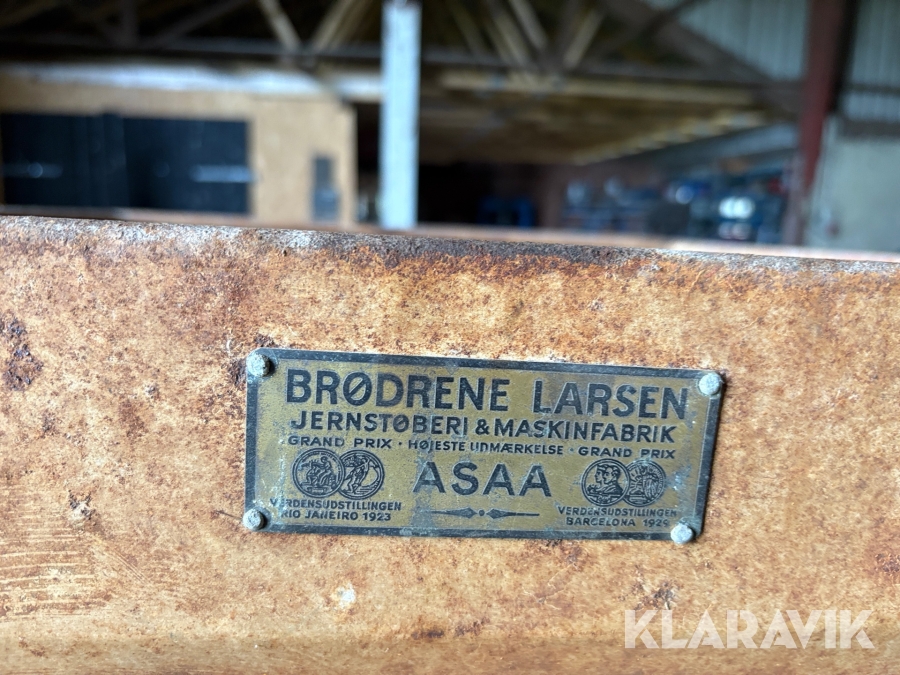 BRØDRENE LARSEN
JERNSTØBERI & MASKINFABRIK
GRAND PRIX · HØJESTE UDMÆRKELSE · GRAND PRIX
ASAA
VERDENSUDSTILLINGEN
RIO JANEIRO 1923
VERDENSUDSTILLINGEN
BARCELONA 1929
KLARAVIK